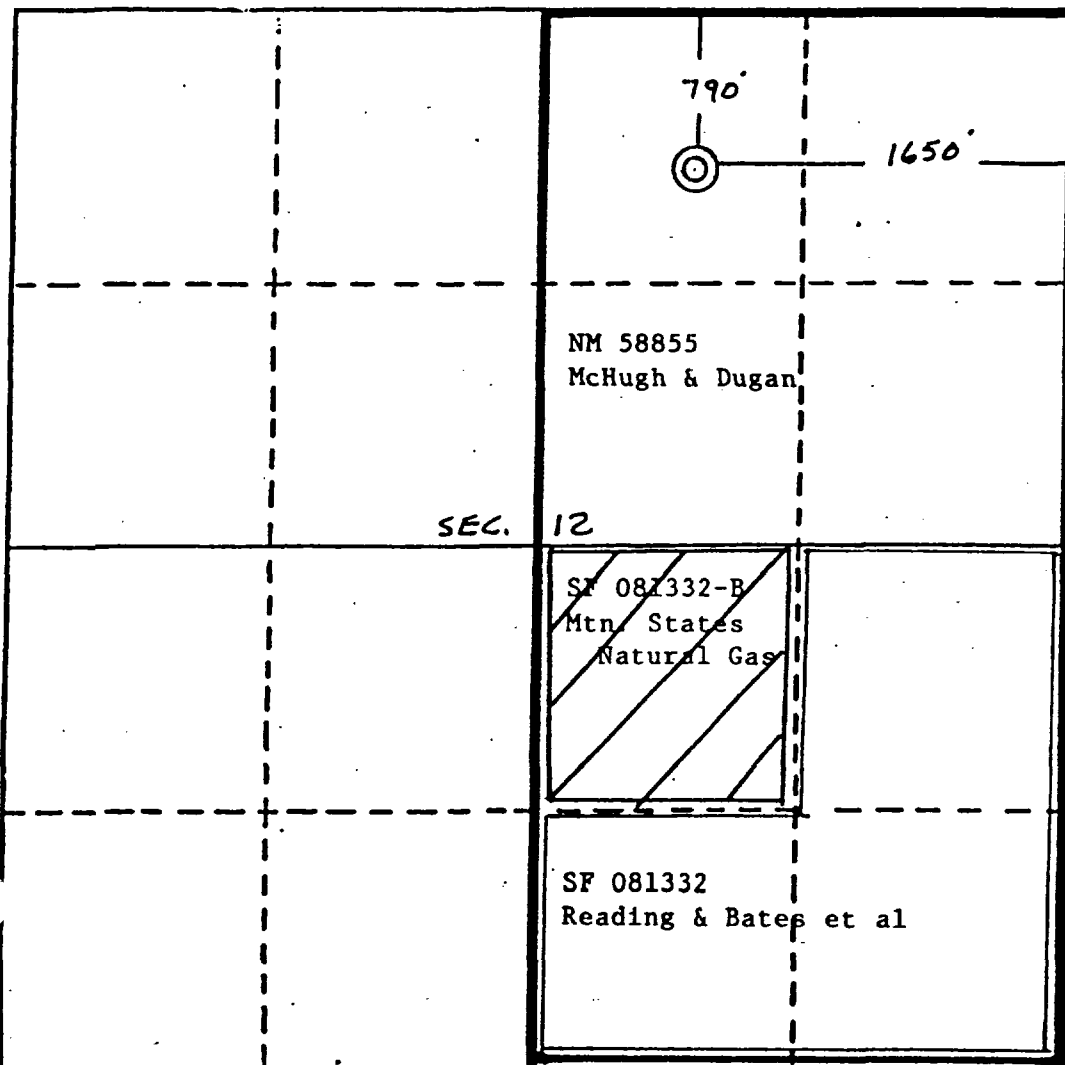 790'
1650'
NM 58855
McHugh & Dugan
SEC. 12
SF 081332-B
Mtn. States
Natural Gas
SF 081332
Reading & Bates et al